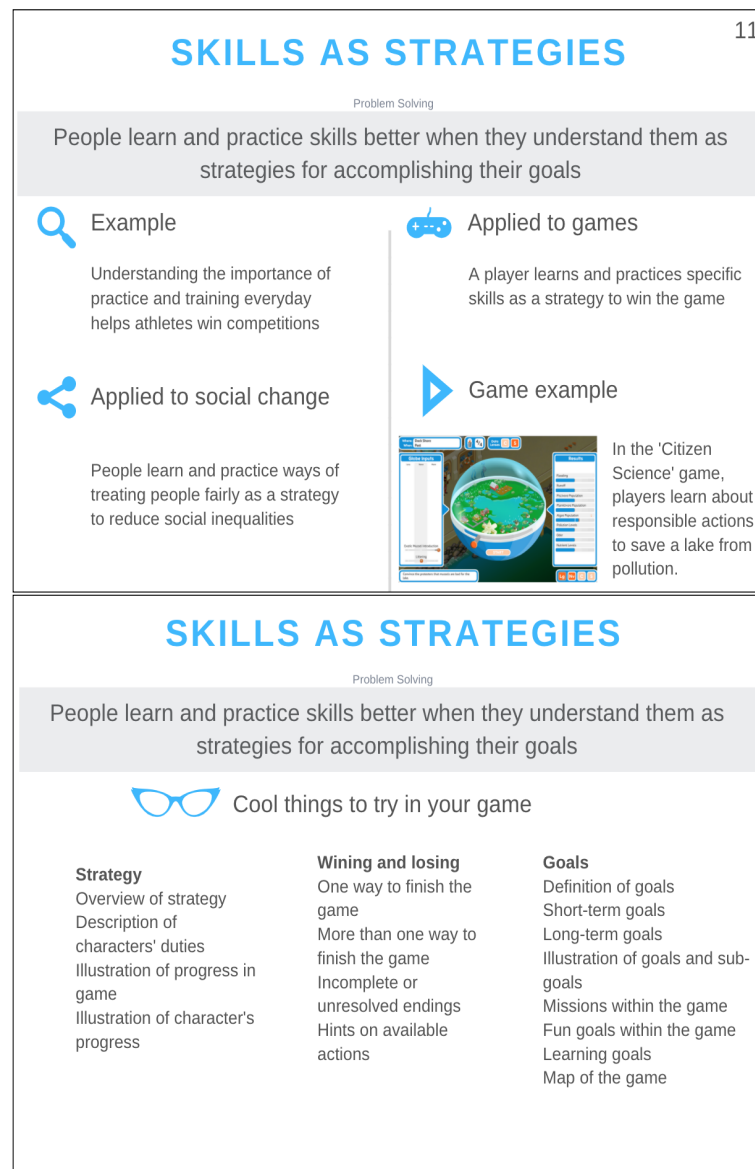 11
SKILLS AS STRATEGIES
Problem Solving
People learn and practice skills better when they understand them as
strategies for accomplishing their goals
Example
Understanding the importance of
practice and training everyday
helps athletes win competitions
Applied to social change
People learn and practice ways of
treating people fairly as a strategy
to reduce social inequalities
Applied to games
A player learns and practices specific
skills as a strategy to win the game
Game example
Globe Inputs
Results
In the 'Citizen
Science' game,
players learn about
responsible actions
to save a lake from
pollution.
SKILLS AS STRATEGIES
Problem Solving
People learn and practice skills better when they understand them as
strategies for accomplishing their goals
Cool things to try in your game
Strategy
Overview of strategy
Description of
characters' duties
Illustration of progress in
game
Illustration of character's
progress
Wining and losing
One way to finish the
game
More than one way to
finish the game
Incomplete or
unresolved endings
Hints on available
actions
Goals
Definition of goals
Short-term goals
Long-term goals
Illustration of goals and sub-
goals
Missions within the game
Fun goals within the game
Learning goals
Map of the game